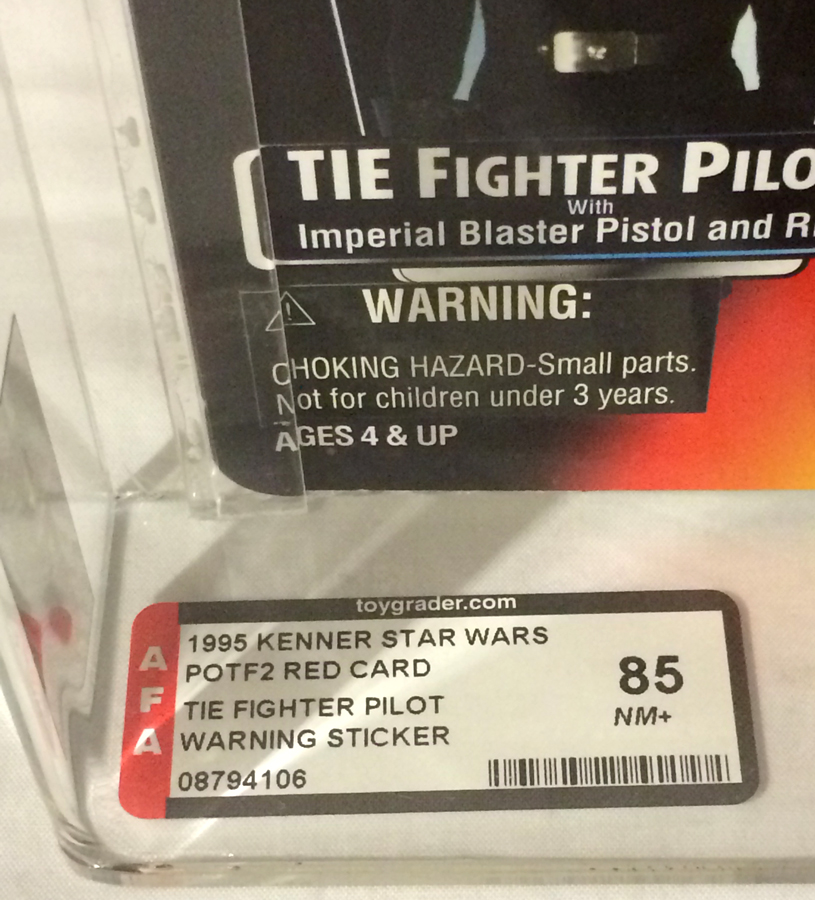 TIE FIGHTER PILO
With
Imperial Blaster Pistol and R
WARNING:
CHOKING HAZARD-Small parts.
Not for children under 3 years.
AGES 4 & UP
toygrader.com
AFA
1995 KENNER STAR WARS
POTF2 RED CARD
TIE FIGHTER PILOT
WARNING STICKER
08794106
85
NM+